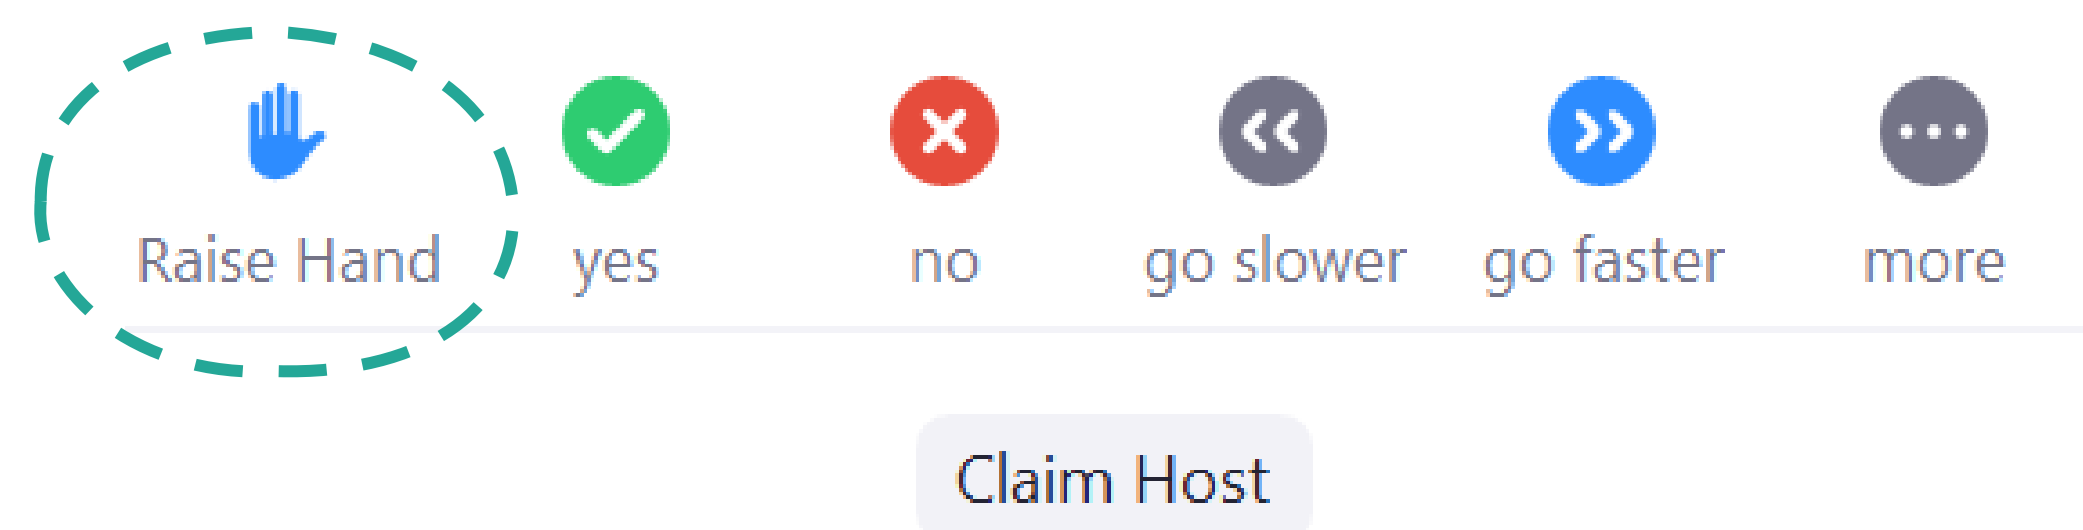 Raise Hand yes no go slower go faster more
Claim Host